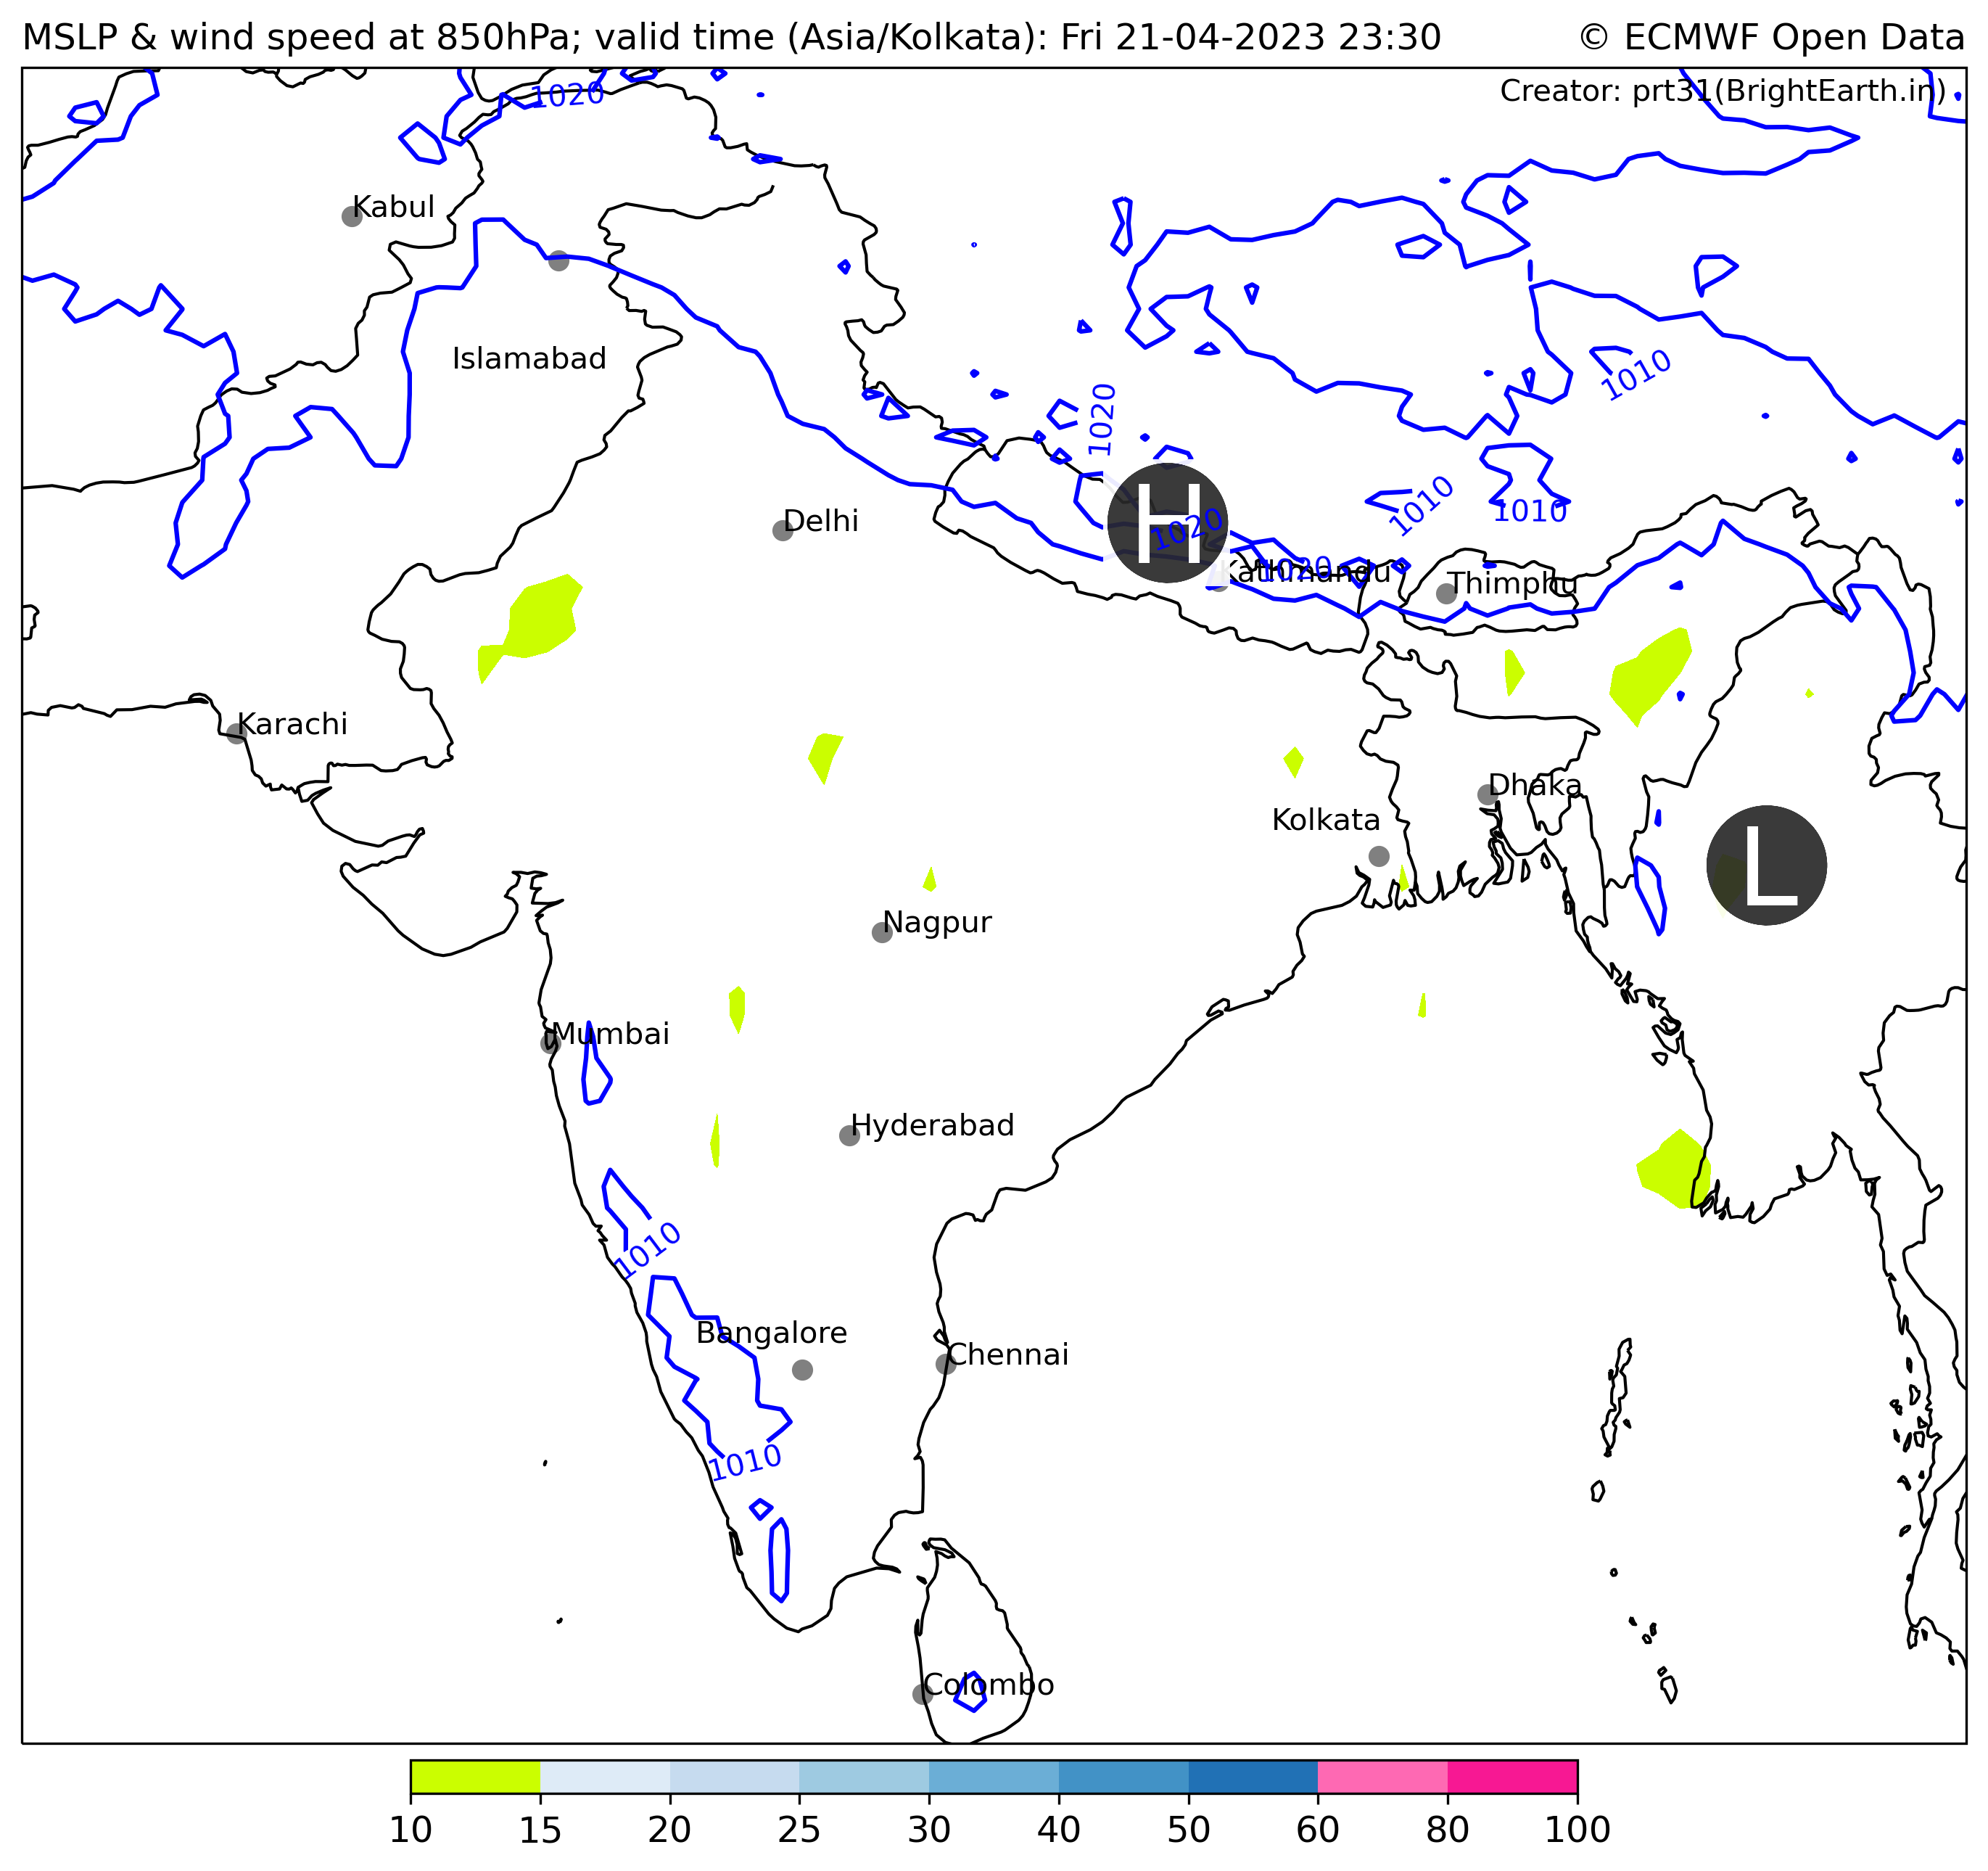 MSLP & wind speed at 850hPa; valid time (Asia/Kolkata): Fri 21-04-2023 23:30
© ECMWF Open Data
Creator: prt31(BrightEarth.in)
1020
Kabul
Islamabad
1010
1020
Delhi
1010
1010
H
1020
1020
Kathmandu
Thimphu
Karachi
Dhaka
Kolkata
L
Nagpur
Mumbai
Hyderabad
1010
Bangalore
Chennai
1010
Colombo
10 15 20 25 30 40 50 60 80 100